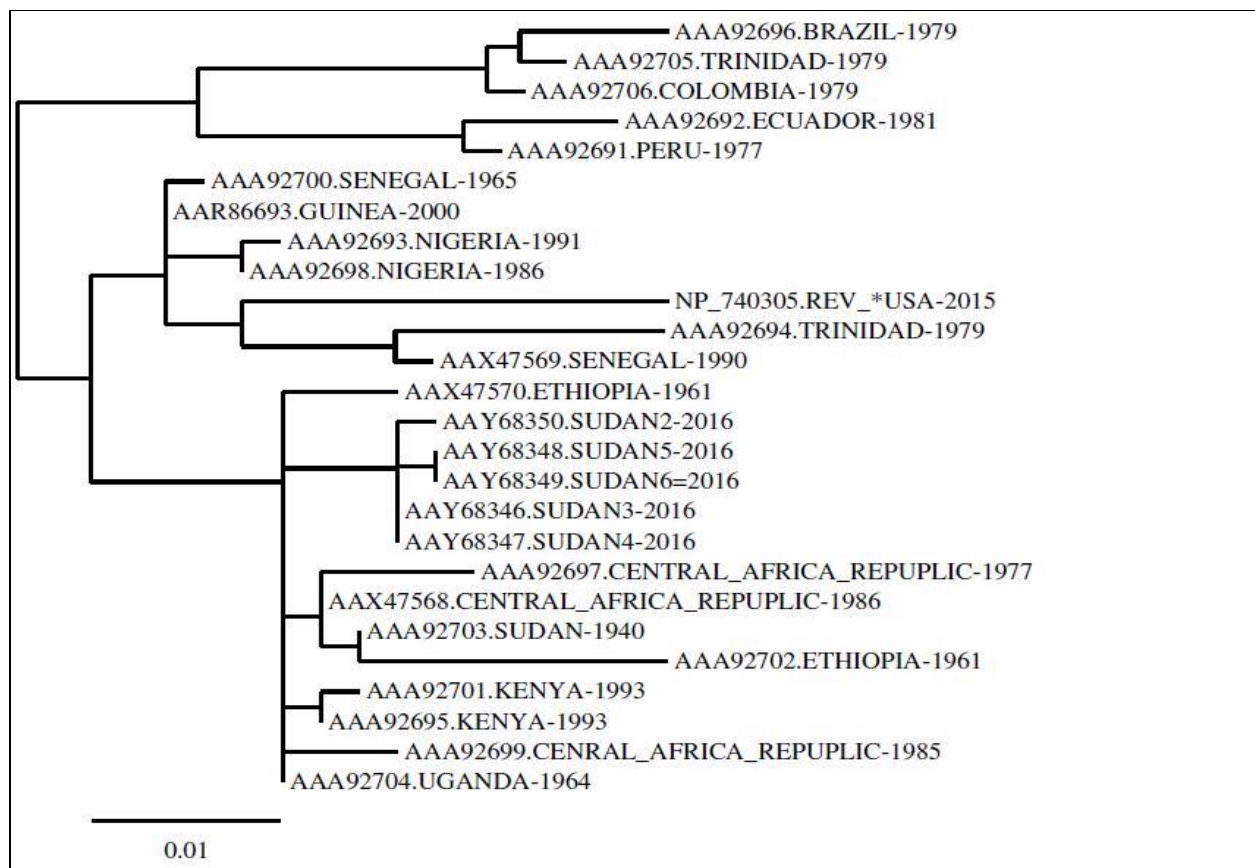 AAA92696.BRAZIL-1979
AAA92705.TRINIDAD-1979
AAA92706.COLOMBIA-1979
AAA92692.ECUADOR-1981
AAA92691.PERU-1977
AAA92700.SENEGAL-1965
AAR86693.GUINEA-2000
AAA92693.NIGERIA-1991
AAA92698.NIGERIA-1986
NP_740305.REV_*USA-2015
AAA92694.TRINIDAD-1979
AAX47569.SENEGAL-1990
AAX47570.ETHIOPIA-1961
AAY68350.SUDAN2-2016
AAY68348.SUDAN5-2016
AAY68349.SUDAN6=2016
AAY68346.SUDAN3-2016
AAY68347.SUDAN4-2016
AAA92697.CENTRAL_AFRICA_REPUPLIC-1977
AAX47568.CENTRAL_AFRICA_REPUPLIC-1986
AAA92703.SUDAN-1940
AAA92702.ETHIOPIA-1961
AAA92701.KENYA-1993
AAA92695.KENYA-1993
AAA92699.CENRAL_AFRICA_REPUPLIC-1985
AAA92704.UGANDA-1964
0.01